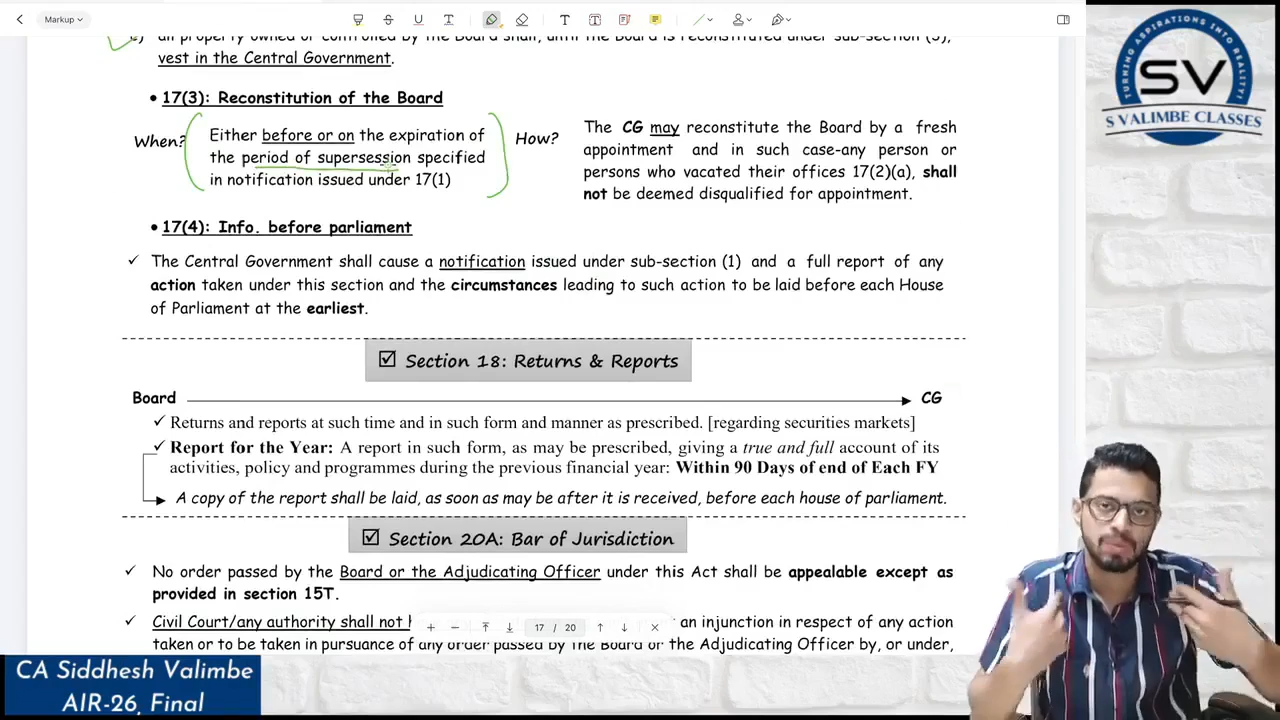 Markup
TURNING ASPIRATIONS INTO REALITY!
SV
S VALIMBE CLASSES
all property owned or controlled by the Board shall, until the Board is reconstituted under sub-section (3),
vest in the Central Government.
• 17(3): Reconstitution of the Board
When?
Either before or on the expiration of
the period of supersession specified
in notification issued under 17(1)
How?
The CG may reconstitute the Board by a fresh
appointment and in such case-any person or
persons who vacated their offices 17(2)(a), shall
not be deemed disqualified for appointment.
• 17(4): Info. before parliament
✓ The Central Government shall cause a notification issued under sub-section (1) and a full report of any
action taken under this section and the circumstances leading to such action to be laid before each House
of Parliament at the earliest.
☑ Section 18: Returns & Reports
Board CG
✓ Returns and reports at such time and in such form and manner as prescribed. [regarding securities markets]
✓ Report for the Year: A report in such form, as may be prescribed, giving a true and full account of its
activities, policy and programmes during the previous financial year: Within 90 Days of end of Each FY
A copy of the report shall be laid, as soon as may be after it is received, before each house of parliament.
☑ Section 20A: Bar of Jurisdiction
✓ No order passed by the Board or the Adjudicating Officer under this Act shall be appealable except as
provided in section 15T.
✓ Civil Court/any authority shall not an injunction in respect of any action
taken or to be taken in pursuance of any order passed by the Board or the Adjudicating Officer by, or under,
17 / 20
CA Siddhesh Valimbe
AIR-26, Final